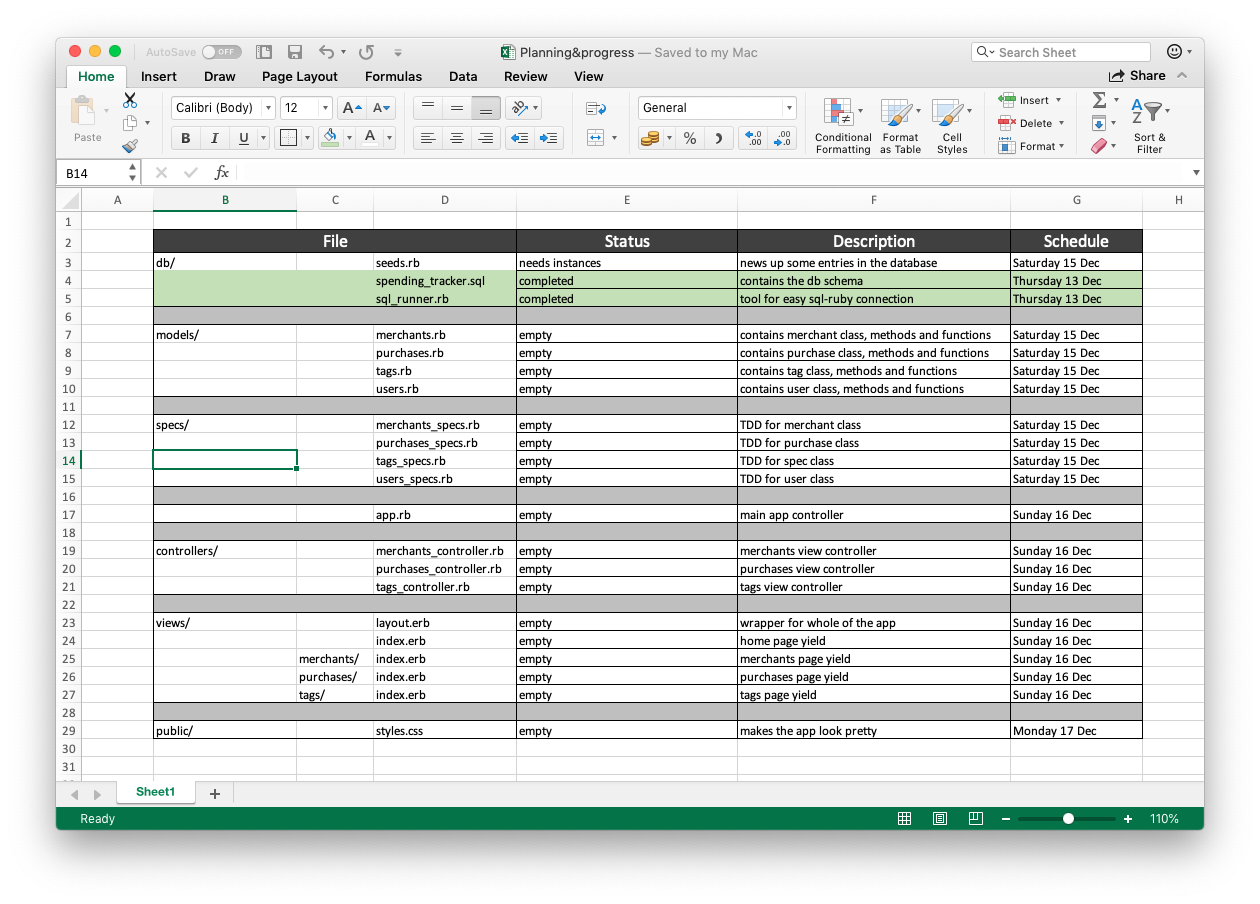 AutoSave OFF Planning&progress — Saved to my Mac Search Sheet
Home Insert Draw Page Layout Formulas Data Review View Share
Paste Calibri (Body) 12 A A General Conditional Formatting Format as Table Cell Styles Insert Delete Format Sort & Filter
B I U A % .0 .00 .00 .0
B14 fx
A B C D E F G H
1
2 File Status Description Schedule
3 db/ seeds.rb needs instances news up some entries in the database Saturday 15 Dec
4 spending_tracker.sql completed contains the db schema Thursday 13 Dec
5 sql_runner.rb completed tool for easy sql-ruby connection Thursday 13 Dec
6
7 models/ merchants.rb empty contains merchant class, methods and functions Saturday 15 Dec
8 purchases.rb empty contains purchase class, methods and functions Saturday 15 Dec
9 tags.rb empty contains tag class, methods and functions Saturday 15 Dec
10 users.rb empty contains user class, methods and functions Saturday 15 Dec
11
12 specs/ merchants_specs.rb empty TDD for merchant class Saturday 15 Dec
13 purchases_specs.rb empty TDD for purchase class Saturday 15 Dec
14 tags_specs.rb empty TDD for spec class Saturday 15 Dec
15 users_specs.rb empty TDD for user class Saturday 15 Dec
16
17 app.rb empty main app controller Sunday 16 Dec
18
19 controllers/ merchants_controller.rb empty merchants view controller Sunday 16 Dec
20 purchases_controller.rb empty purchases view controller Sunday 16 Dec
21 tags_controller.rb empty tags view controller Sunday 16 Dec
22
23 views/ layout.erb empty wrapper for whole of the app Sunday 16 Dec
24 index.erb empty home page yield Sunday 16 Dec
25 merchants/ index.erb empty merchants page yield Sunday 16 Dec
26 purchases/ index.erb empty purchases page yield Sunday 16 Dec
27 tags/ index.erb empty tags page yield Sunday 16 Dec
28
29 public/ styles.css empty makes the app look pretty Monday 17 Dec
30
31
Sheet1 +
Ready 110%